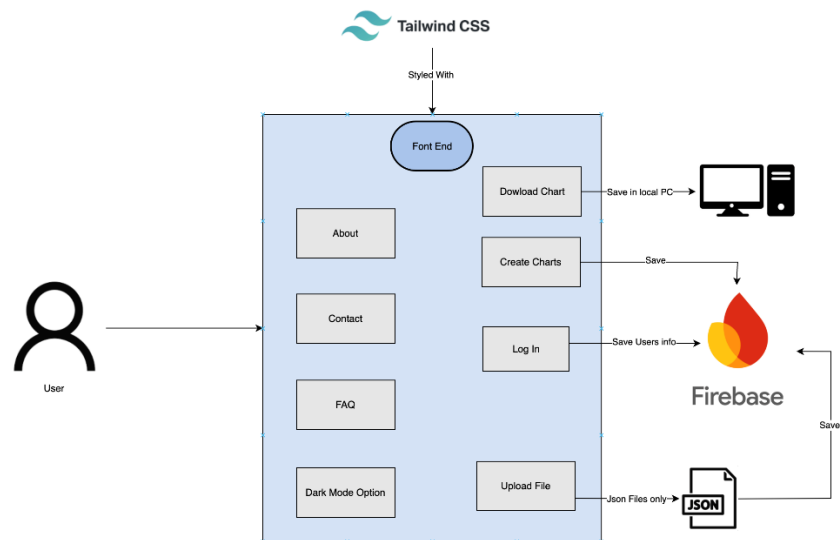 Tailwind CSS
Styled With
Font End
Dowload Chart
Save in local PC
About
Create Charts
Save
Contact
Log In
Save Users info
Firebase
User
FAQ
Save
Dark Mode Option
Upload File
Json Files only
JSON